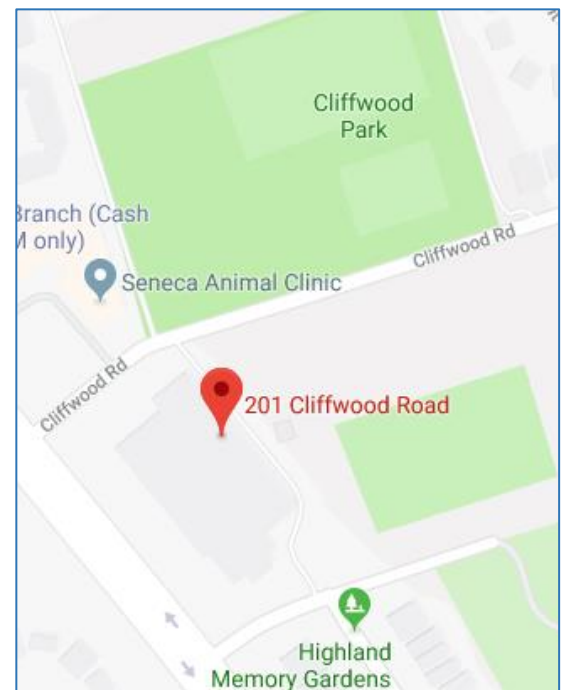 Cliffwood
Park
Branch (Cash
M only)
Seneca Animal Clinic
Cliffwood Rd
Cliffwood Rd
201 Cliffwood Road
Highland
Memory Gardens